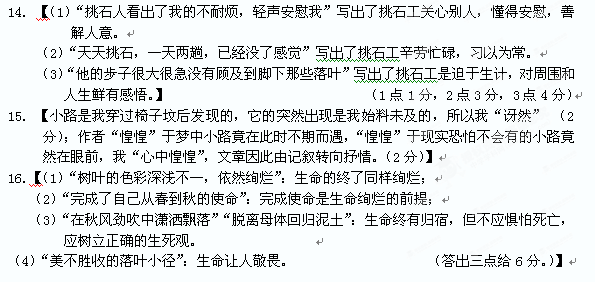 14. 【(1)“挑石人看出了我的不耐烦，轻声安慰我”写出了挑石工关心别人，懂得安慰，善
解人意。
(2)“天天挑石，一天两趟，已经没了感觉”写出了挑石工辛劳忙碌，习以为常。
(3)“他的步子很大很急没有顾及到脚下那些落叶”写出了挑石工是迫于生计，对周围和
人生鲜有感悟。】 (1点1分，2点3分，3点4分)
15. 【小路是我穿过椅子坟后发现的，它的突然出现是我始料未及的，所以我“讶然” (2
分)；作者“惶惶”于梦中小路竟在此时不期而遇，“惶惶”于现实恐怕不会有的小路竟
然在眼前，我“心中惶惶”，文章因此由记叙转向抒情。(2分)】
16.【(1)“树叶的色彩深浅不一，依然绚烂”：生命的终了同样绚烂；
(2)“完成了自己从春到秋的使命”：完成使命是生命绚烂的前提；
(3)“在秋风劲吹中潇洒飘落”“脱离母体回归泥土”：生命终有归宿，但不应惧怕死亡，
应树立正确的生死观。
(4)“美不胜收的落叶小径”：生命让人敬畏。 (答出三点给6分。)】